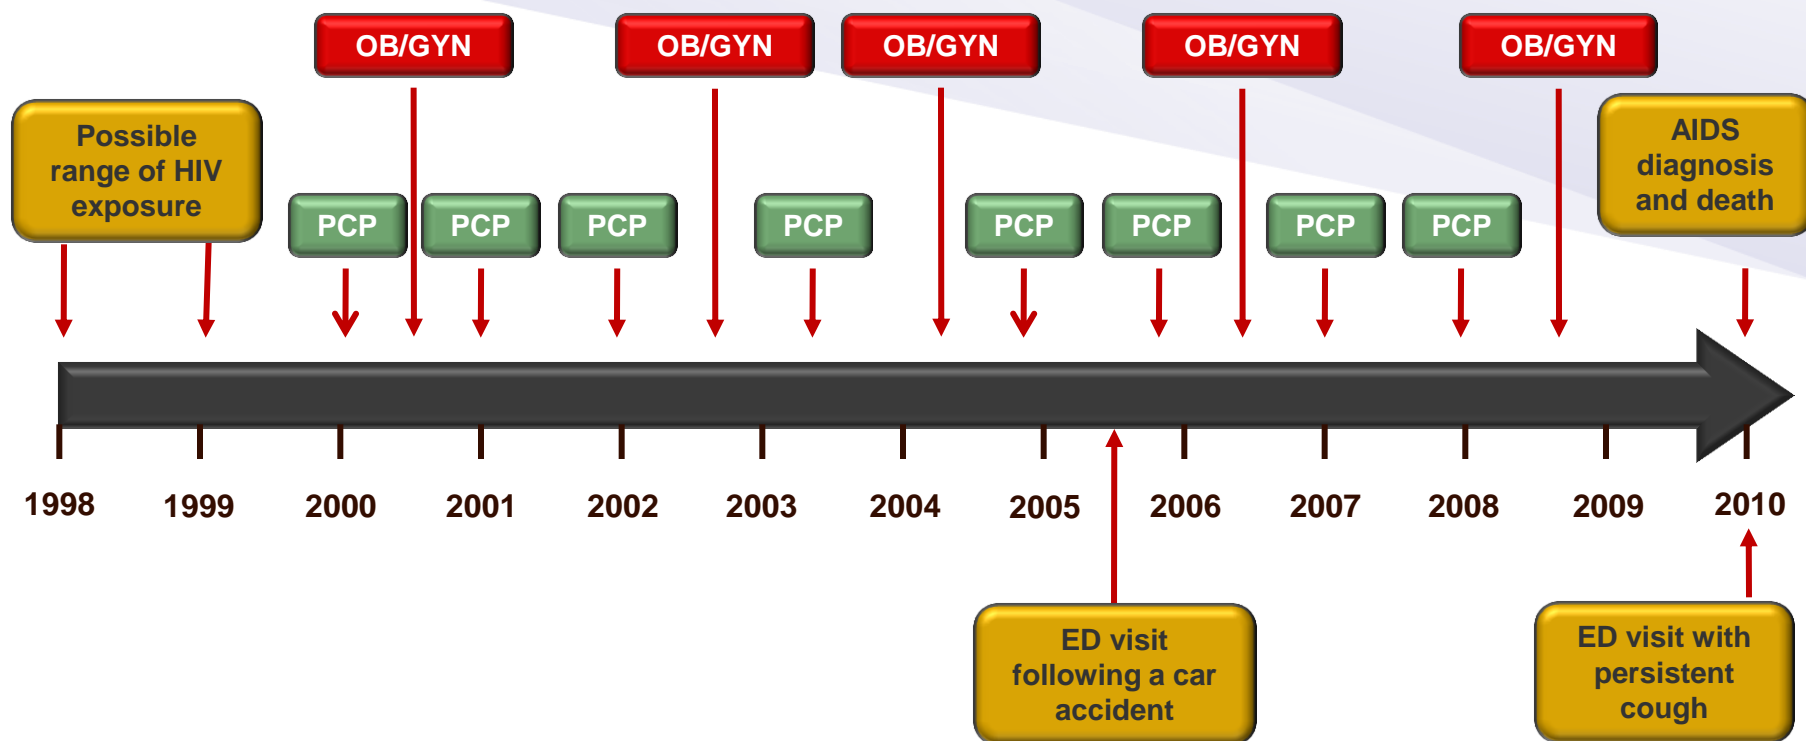 OB/GYN
OB/GYN
OB/GYN
OB/GYN
OB/GYN
Possible
range of HIV
exposure
AIDS
diagnosis
and death
PCP
PCP
PCP
PCP
PCP
PCP
PCP
PCP
1998
1999
2000
2001
2002
2003
2004
2005
2006
2007
2008
2009
2010
ED visit
following a car
accident
ED visit with
persistent
cough